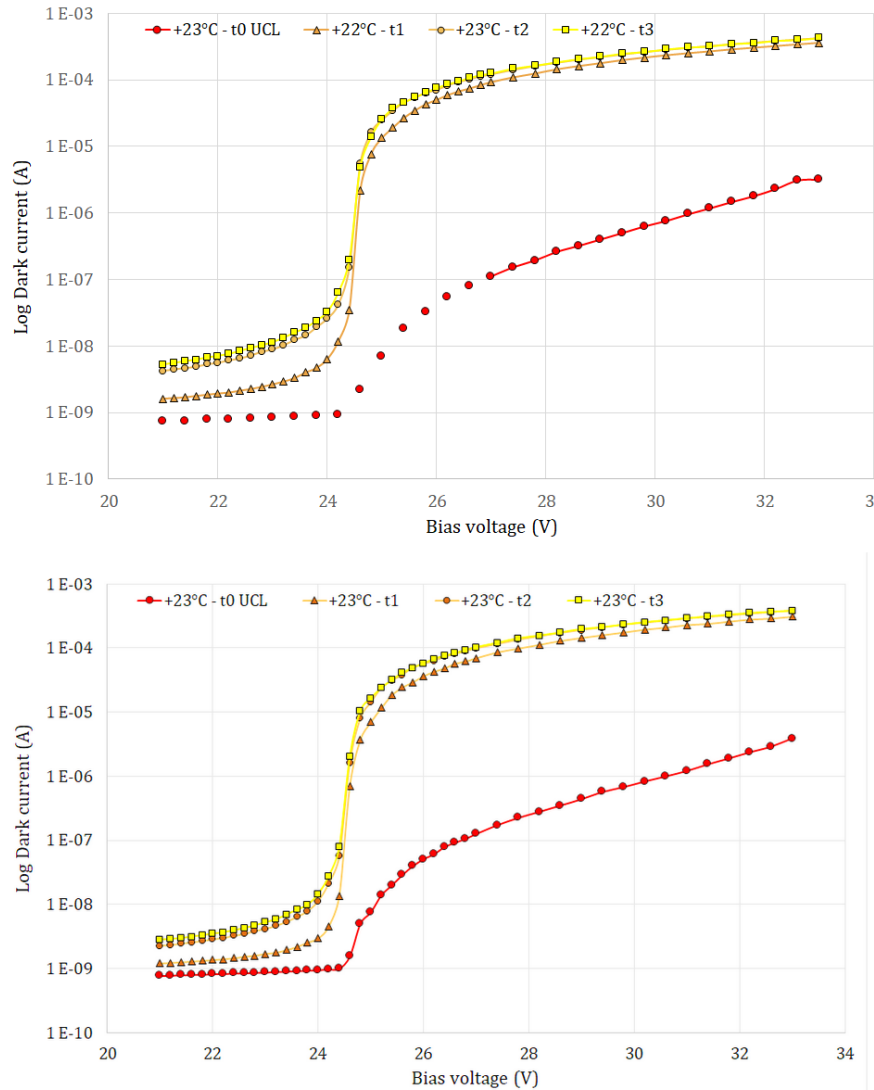 +23°C - t0 UCL +22°C - t1 +23°C - t2 +22°C - t3
1 E-03
1 E-04
1 E-05
1 E-06
1 E-07
1 E-08
1 E-09
1 E-10
Log Dark current (A)
20 22 24 26 28 30 32 3
Bias voltage (V)
+23°C - t0 UCL +23°C - t1 +23°C - t2 +23°C - t3
1 E-03
1 E-04
1 E-05
1 E-06
1 E-07
1 E-08
1 E-09
1 E-10
Log Dark current (A)
20 22 24 26 28 30 32 34
Bias voltage (V)